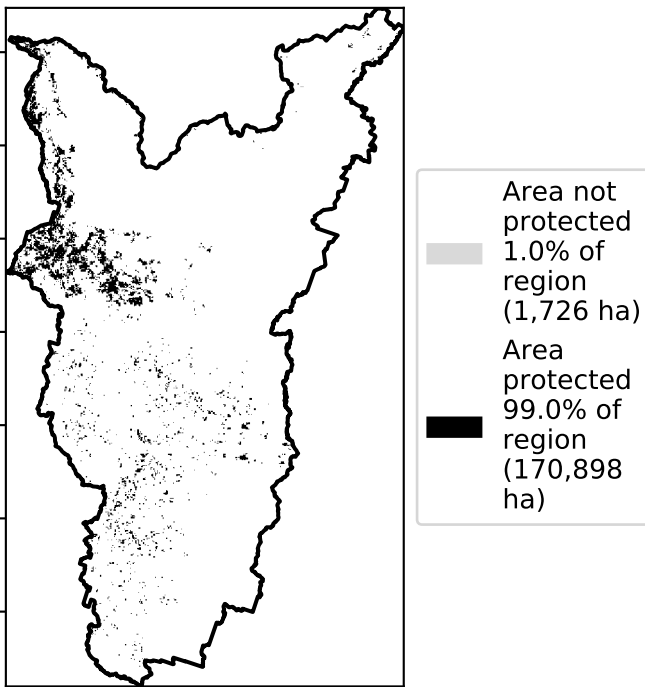 Area not
protected
1.0% of
region
(1,726 ha)
Area
protected
99.0% of
region
(170,898
ha)